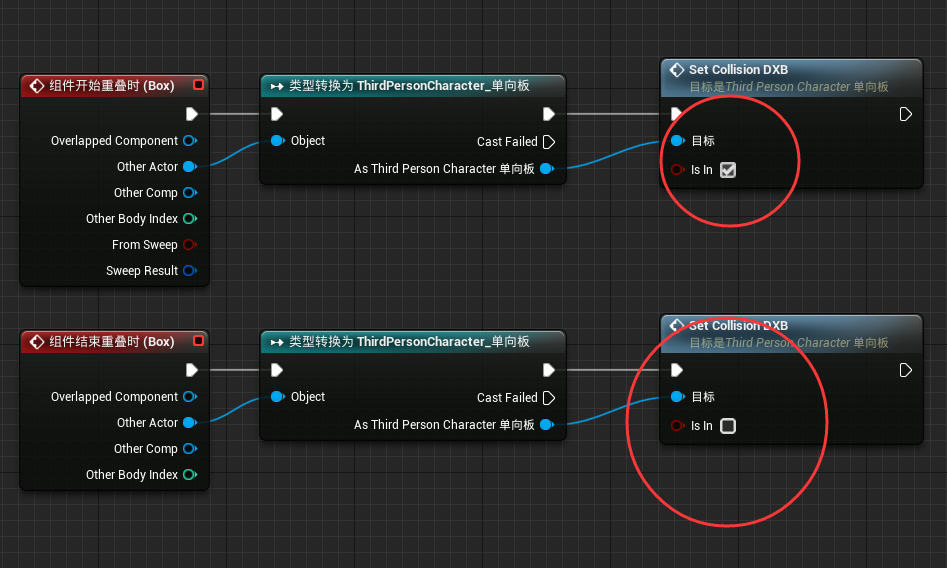 组件开始重叠时 (Box)
Overlapped Component
Other Actor
Other Comp
Other Body Index
From Sweep
Sweep Result
类型转换为 ThirdPersonCharacter_单向板
Object
Cast Failed
As Third Person Character 单向板
Set Collision DXB
目标是Third Person Character 单向板
目标
Is In
组件结束重叠时 (Box)
Overlapped Component
Other Actor
Other Comp
Other Body Index
类型转换为 ThirdPersonCharacter_单向板
Object
Cast Failed
As Third Person Character 单向板
Set Collision DXB
目标是Third Person Character 单向板
目标
Is In